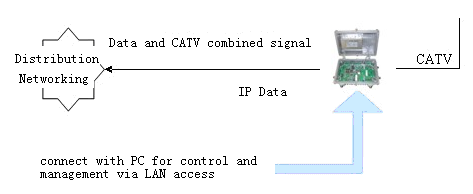 Data and CATV combined signal
Distribution
Networking
CATV
IP Data
connect with PC for control and
management via LAN access